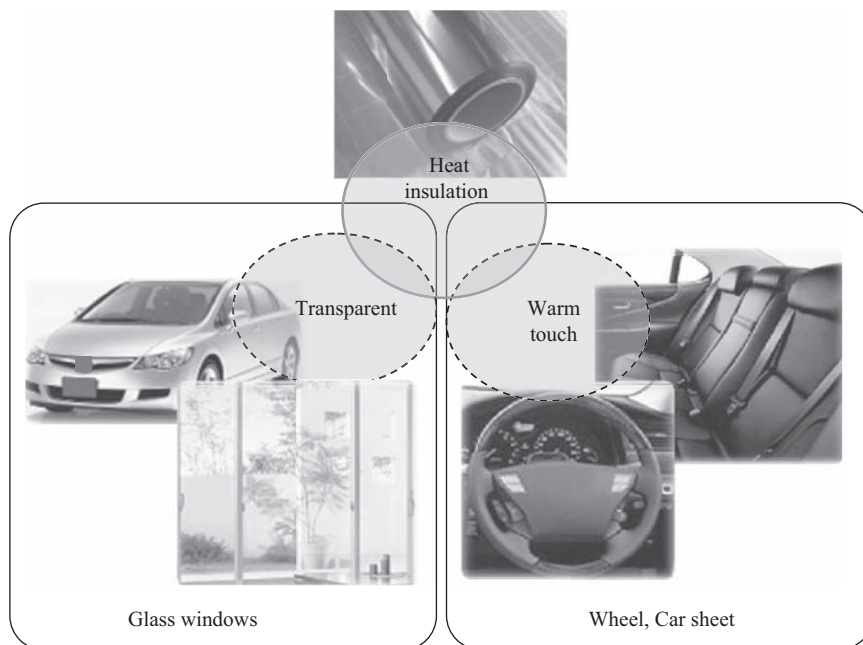 Heat
insulation
Transparent
Warm
touch
Glass windows
Wheel, Car sheet